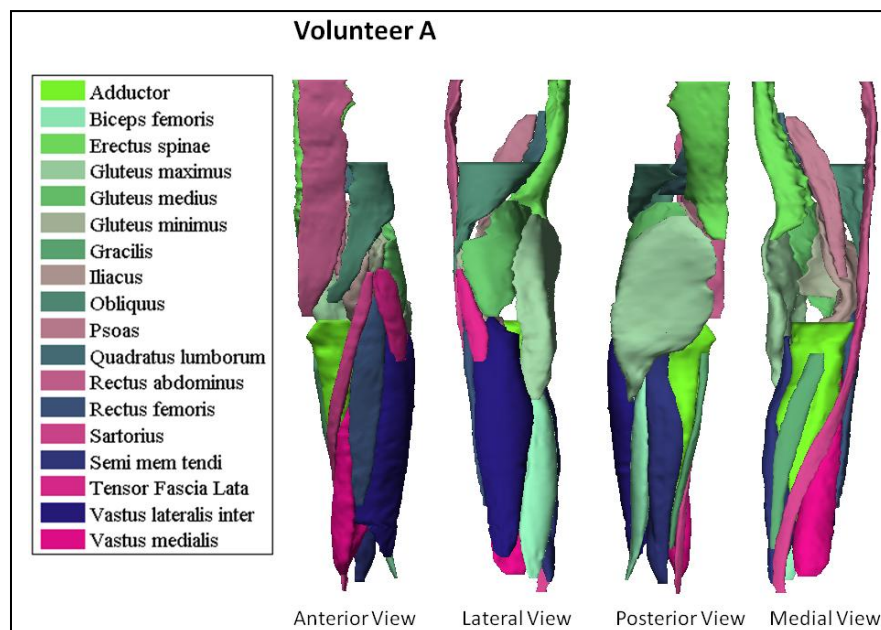 Volunteer A
Adductor
Biceps femoris
Erectus spinae
Gluteus maximus
Gluteus medius
Gluteus minimus
Gracilis
Iliacus
Obliquus
Psoas
Quadratus lumborum
Rectus abdominus
Rectus femoris
Sartorius
Semi mem tendi
Tensor Fascia Lata
Vastus lateralis inter
Vastus medialis
Anterior View Lateral View Posterior View Medial View